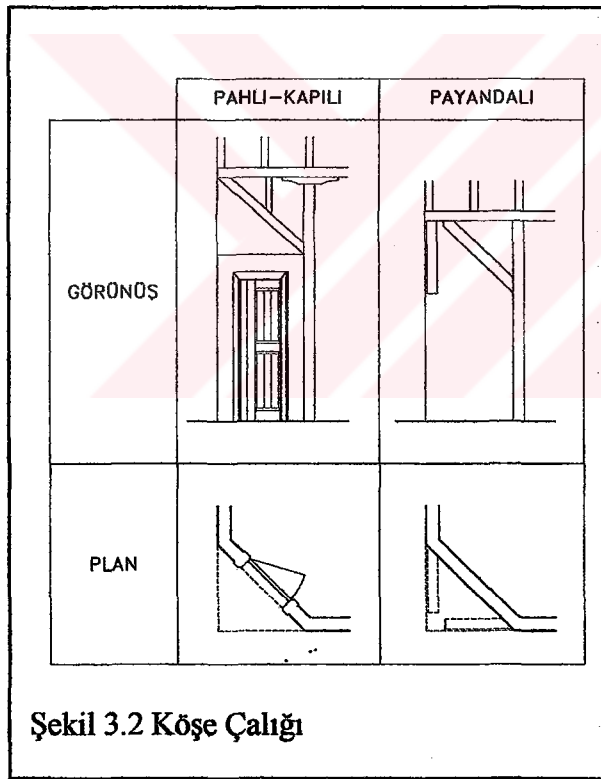 PAHLI-KAPILI
PAYANDALI
GÖRÜNÜŞ
PLAN
Şekil 3.2 Köşe Çalığı